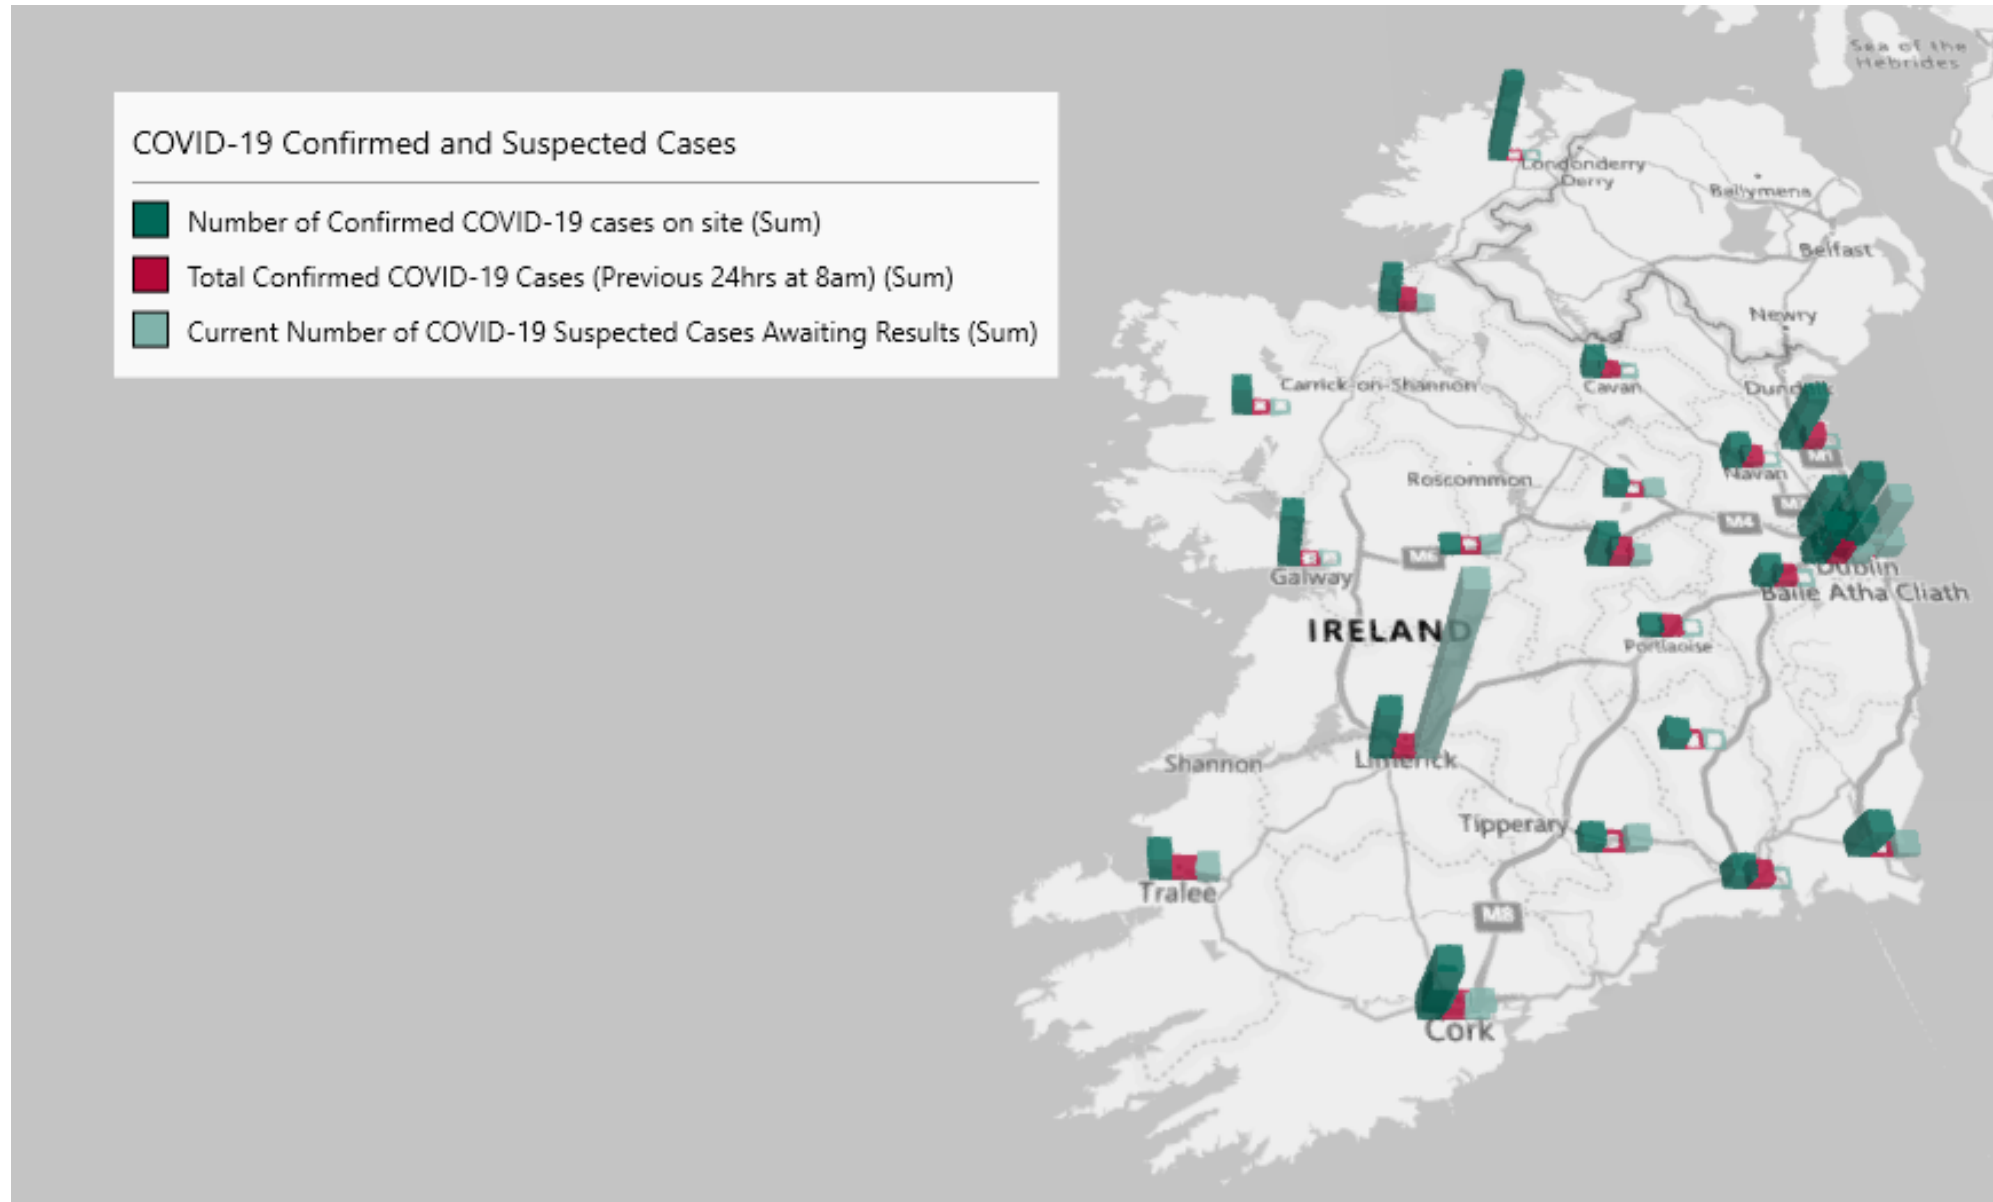 Sea of the
Hebrides
COVID-19 Confirmed and Suspected Cases
Number of Confirmed COVID-19 cases on site (Sum)
Total Confirmed COVID-19 Cases (Previous 24hrs at 8am) (Sum)
Current Number of COVID-19 Suspected Cases Awaiting Results (Sum)
Londonderry
Derry
Ballymena
Belfast
Newry
Carrick-on-Shannon
Cavan
Navan
M1
Roscommon
M4
M6
Galway
Dublin
Baile Atha Cliath
IRELAND
Portlaoise
Shannon
Limerick
Tipperary
Tralee
M8
Cork